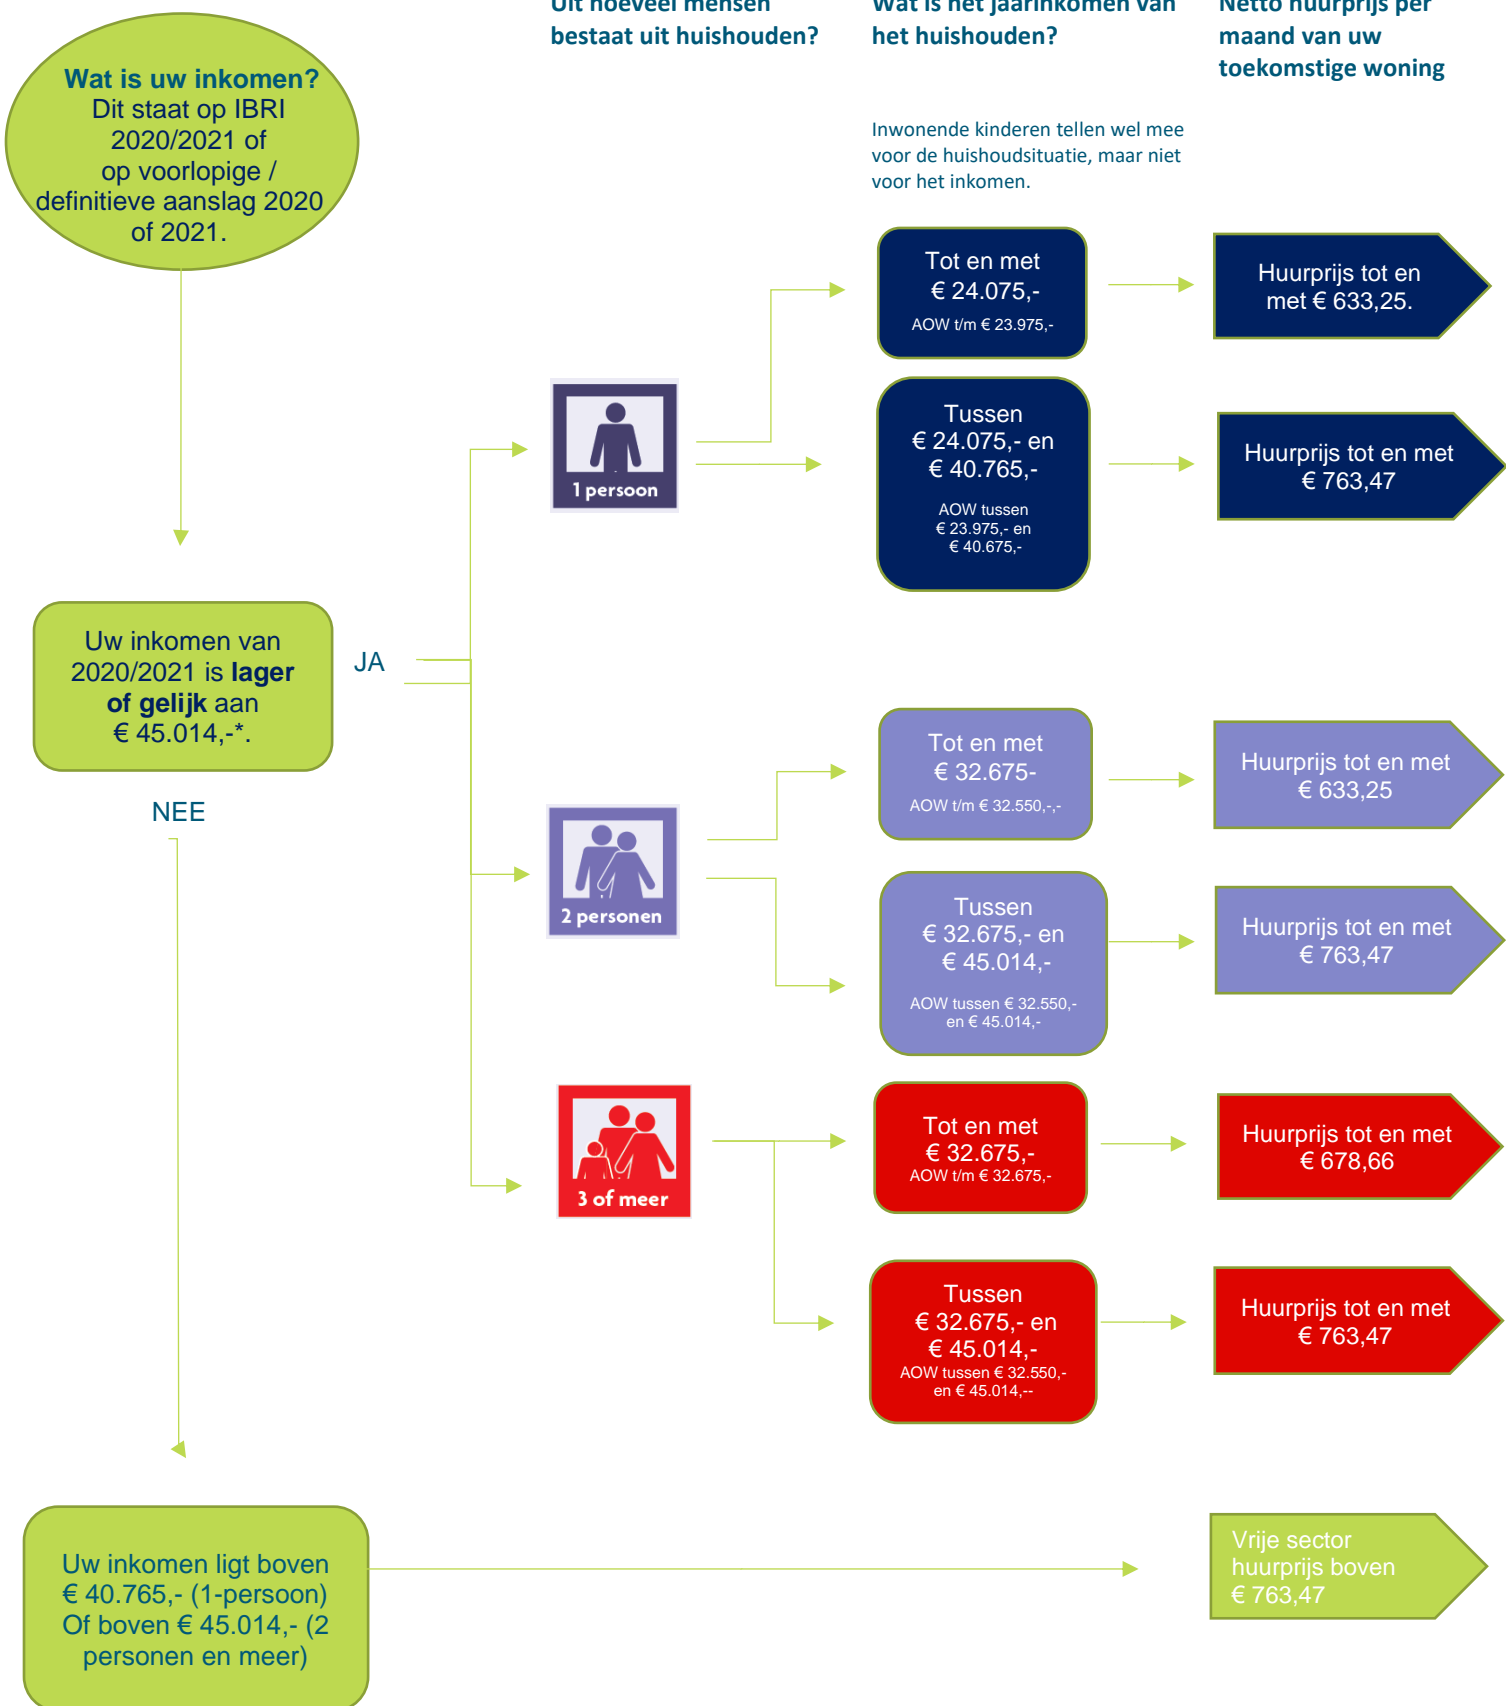 Uit hoeveel mensen
bestaat uit huishouden?
Wat is het jaarinkomen van
het huishouden?
Netto huurprijs per
maand van uw
toekomstige woning
Wat is uw inkomen?
Dit staat op IBRI
2020/2021 of
op voorlopige /
definitieve aanslag 2020
of 2021.
Inwonende kinderen tellen wel mee
voor de huishoudsituatie, maar niet
voor het inkomen.
Tot en met
€ 24.075,-
AOW t/m € 23.975,-
Huurprijs tot en
met € 633,25.
1 persoon
Tussen
€ 24.075,- en
€ 40.765,-
AOW tussen
€ 23.975,- en
€ 40.675,-
Huurprijs tot en met
€ 763,47
Uw inkomen van
2020/2021 is lager
of gelijk aan
€ 45.014,-*.
JA
NEE
Tot en met
€ 32.675-
AOW t/m € 32.550,-,-
Huurprijs tot en met
€ 633,25
2 personen
Tussen
€ 32.675,- en
€ 45.014,-
AOW tussen € 32.550,-
en € 45.014,-
Huurprijs tot en met
€ 763,47
3 of meer
Tot en met
€ 32.675,-
AOW t/m € 32.675,-
Huurprijs tot en met
€ 678,66
Tussen
€ 32.675,- en
€ 45.014,-
AOW tussen € 32.550,-
en € 45.014,--
Huurprijs tot en met
€ 763,47
Uw inkomen ligt boven
€ 40.765,- (1-persoon)
Of boven € 45.014,- (2
personen en meer)
Vrije sector
huurprijs boven
€ 763,47